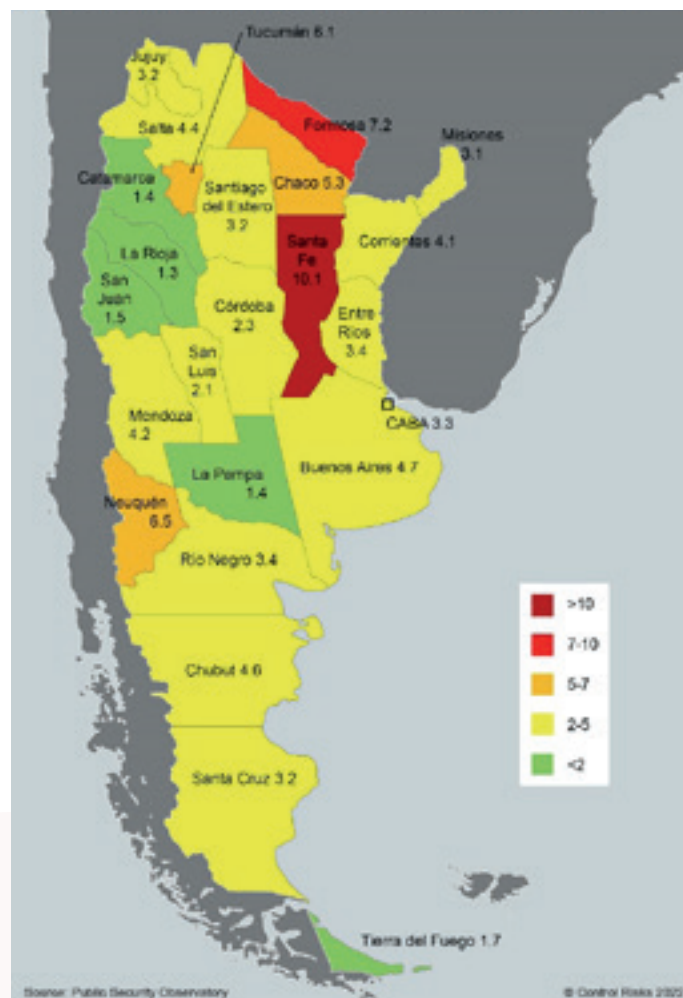 Tucumán 6.1
Jujuy
3.2
Salta 4.4
Formosa 7.2
Misiones
3.1
Catamarca
1.4
Santiago
del Estero
3.2
Chaco 5.3
Corrientes 4.1
La Rioja
1.3
Santa
Fe
10.1
San
Juan
1.5
Córdoba
2.3
Entre
Ríos
3.4
San
Luis
2.1
CABA 3.3
Mendoza
4.2
Buenos Aires 4.7
La Pampa
1.4
Neuquén
6.5
Río Negro 3.4
>10
7-10
5-7
2-5
<2
Chubut 4.6
Santa Cruz 3.2
Tierra del Fuego 1.7
Source: Public Security Observatory
© Control Risks